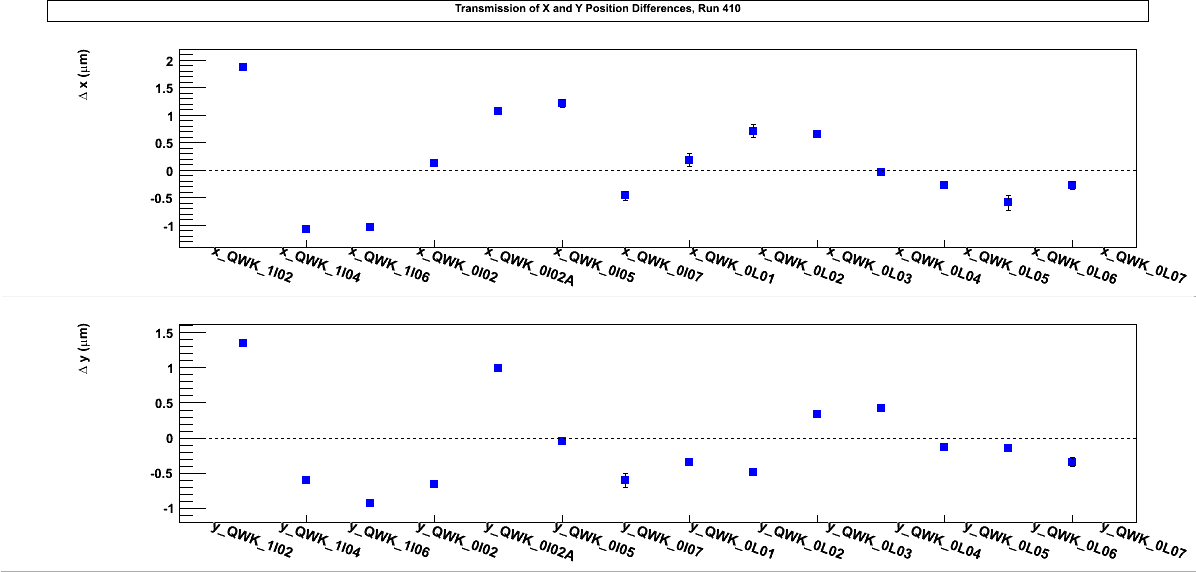 Transmission of X and Y Position Differences, Run 410
Δ x (μm)
2
1.5
1
0.5
0
-0.5
-1
x_QWK_1I02
x_QWK_1I04
x_QWK_1I06
x_QWK_0I02
x_QWK_0I02A
x_QWK_0I05
x_QWK_0I07
x_QWK_0L01
x_QWK_0L02
x_QWK_0L03
x_QWK_0L04
x_QWK_0L05
x_QWK_0L06
x_QWK_0L07
Δ y (μm)
1.5
1
0.5
0
-0.5
-1
y_QWK_1I02
y_QWK_1I04
y_QWK_1I06
y_QWK_0I02
y_QWK_0I02A
y_QWK_0I05
y_QWK_0I07
y_QWK_0L01
y_QWK_0L02
y_QWK_0L03
y_QWK_0L04
y_QWK_0L05
y_QWK_0L06
y_QWK_0L07